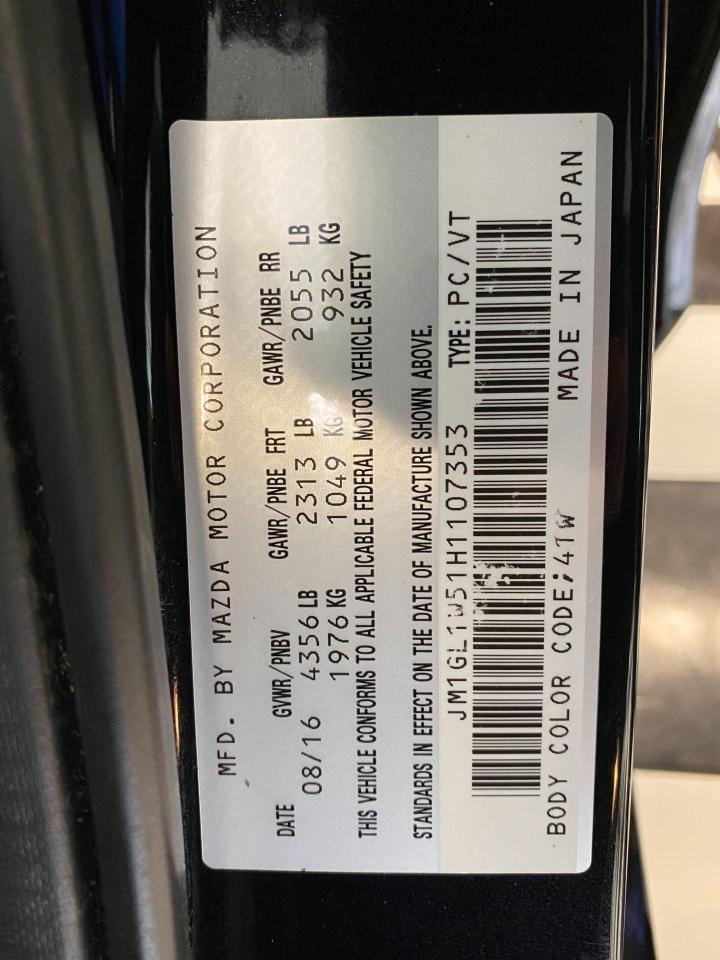 MFD. BY MAZDA MOTOR CORPORATION
DATE GVWR/PNBV GAWR/PNBE FRT GAWR/PNBE RR
08/16 4356 LB 2313 LB 2055 LB
1976 KG 1049 KG 932 KG
THIS VEHICLE CONFORMS TO ALL APPLICABLE FEDERAL MOTOR VEHICLE SAFETY
STANDARDS IN EFFECT ON THE DATE OF MANUFACTURE SHOWN ABOVE.
JM1GL1W51H1107353 TYPE: PC/VT
BODY COLOR CODE;41W MADE IN JAPAN